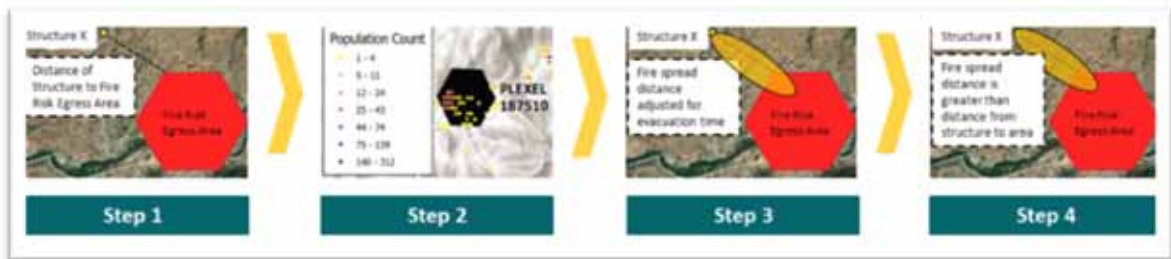 Structure X
Distance of
Structure to Fire
Risk Egress Area
Fire Risk
Egress Area
Step 1
Population Count
1 - 4
5 - 11
12 - 24
25 - 43
44 - 74
75 - 139
140 - 312
PLEXEL
187510
Step 2
Structure X
Fire spread
distance
adjusted for
evacuation time
Fire Risk
Egress Area
Step 3
Structure X
Fire spread
distance is
greater than
distance from
structure to area
Fire Risk
Egress Area
Step 4